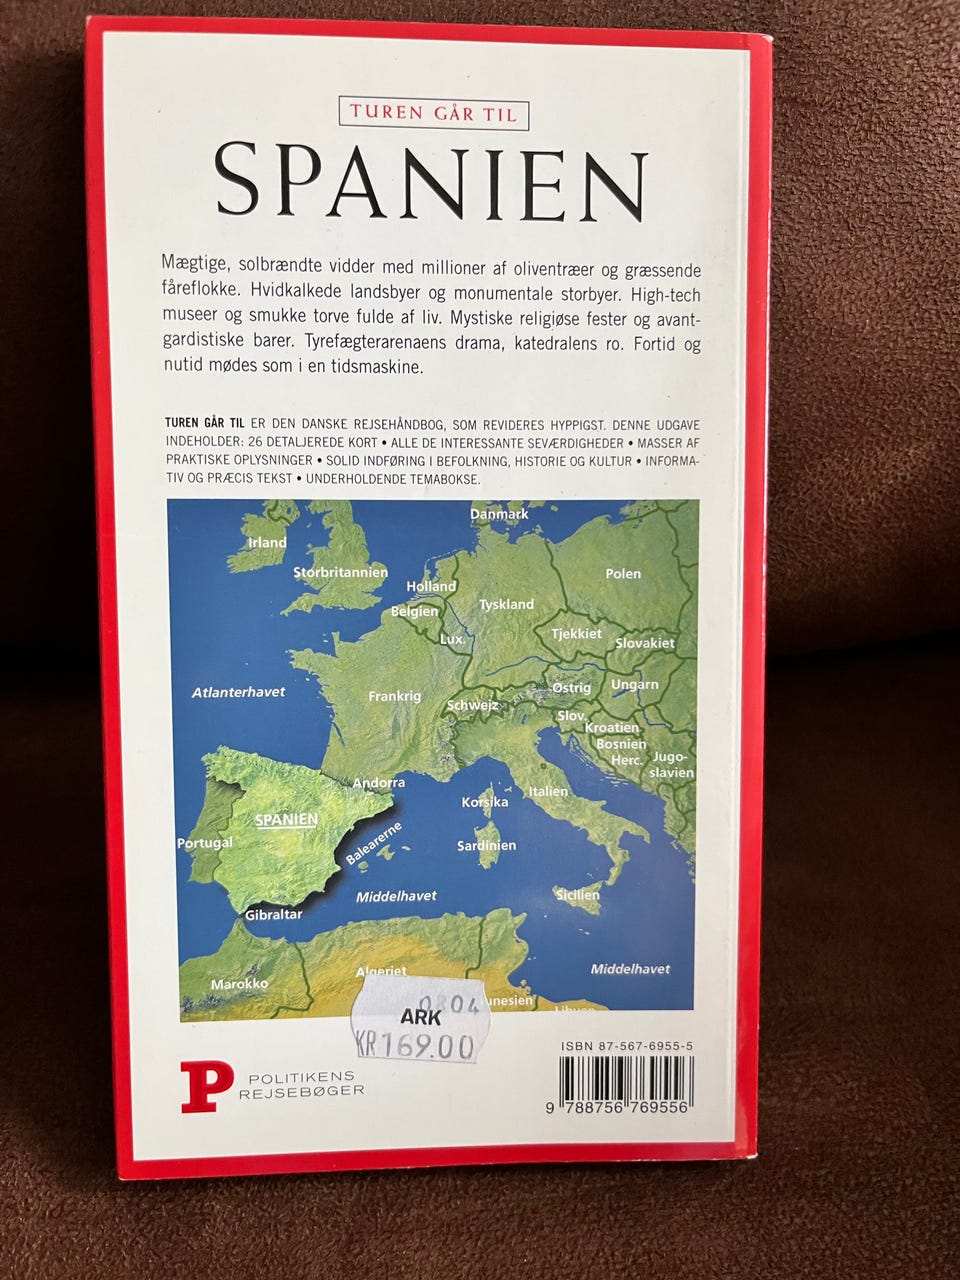 TUREN GÅR TIL
SPANIEN
Mægtige, solbrændte vidder med millioner af oliventræer og græssende
fåreflokke. Hvidkalkede landsbyer og monumentale storbyer. High-tech
museer og smukke torve fulde af liv. Mystiske religiøse fester og avant-
gardistiske barer. Tyrefægterarenaens drama, katedralens ro. Fortid og
nutid mødes som i en tidsmaskine.
TUREN GÅR TIL ER DEN DANSKE REJSEHÅNDBOG, SOM REVIDERES HYPPIGST. DENNE UDGAVE
INDEHOLDER: 26 DETALJEREDE KORT • ALLE DE INTERESSANTE SEVÆRDIGHEDER • MASSER AF
PRAKTISKE OPLYSNINGER • SOLID INDFØRING I BEFOLKNING, HISTORIE OG KULTUR • INFORMA-
TIV OG PRÆCIS TEKST • UNDERHOLDENDE TEMABOKSE.
Danmark
Irland
Storbritannien
Polen
Holland
Tyskland
Belgien
Tjekkiet
Lux.
Slovakiet
Atlanterhavet
Frankrig
Østrig
Ungarn
Schwejz
Slov.
Kroatien
Bosnien
Herc.
Jugo-
slavien
Andorra
Italien
Korsika
SPANIEN
Portugal
Balearerne
Sardinien
Middelhavet
Sicilien
Gibraltar
Middelhavet
Marokko
Algeriet
unesien
0804
ARK
KR169.00
P
POLITIKENS
REJSEBØGER
ISBN 87-567-6955-5
9 788756 769556